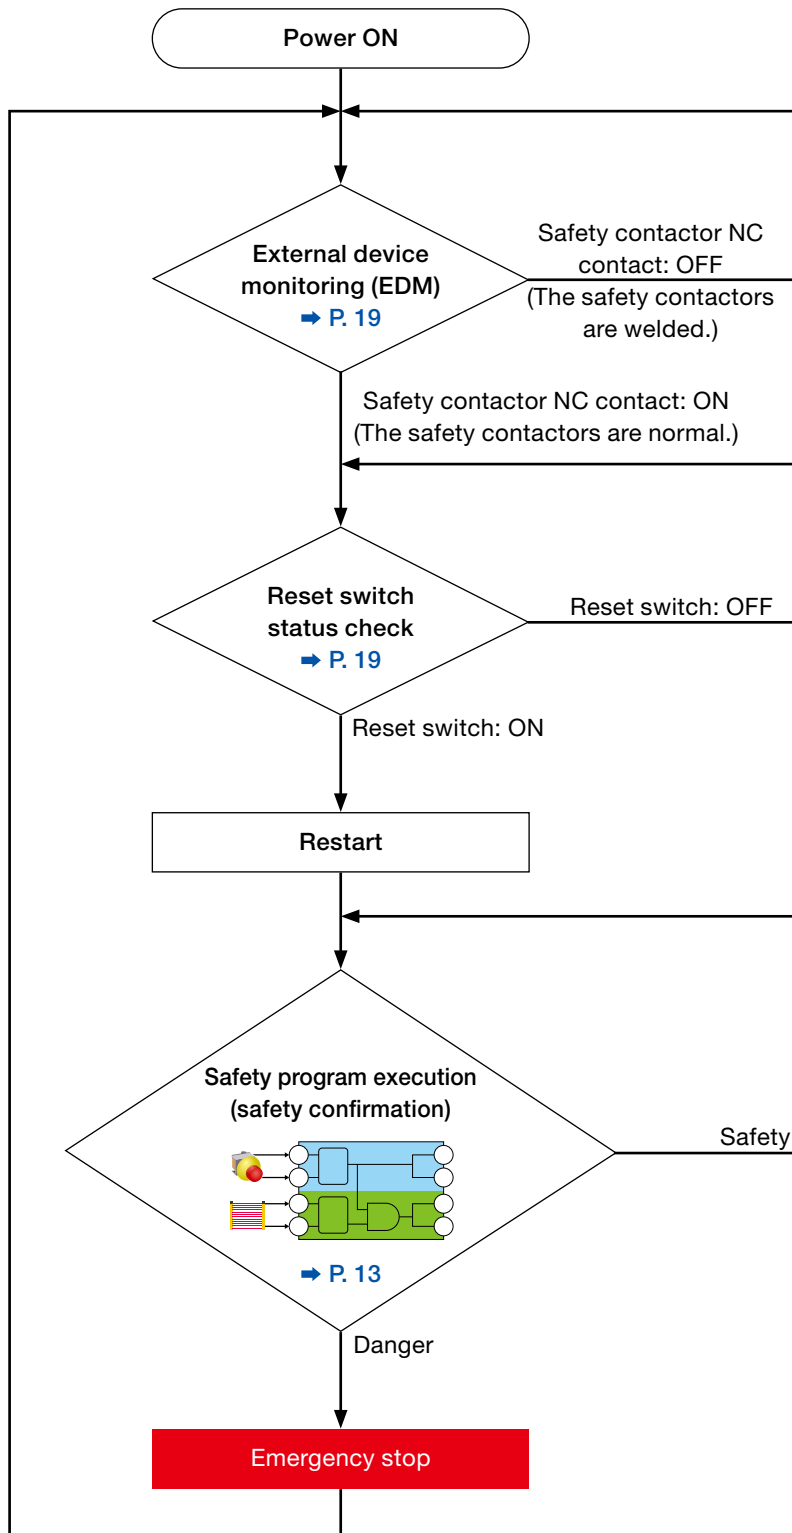 Power ON
External device
monitoring (EDM)
➡ P. 19
Safety contactor NC
contact: OFF
(The safety contactors
are welded.)
Safety contactor NC contact: ON
(The safety contactors are normal.)
Reset switch
status check
➡ P. 19
Reset switch: OFF
Reset switch: ON
Restart
Safety program execution
(safety confirmation)
➡ P. 13
Safety
Danger
Emergency stop